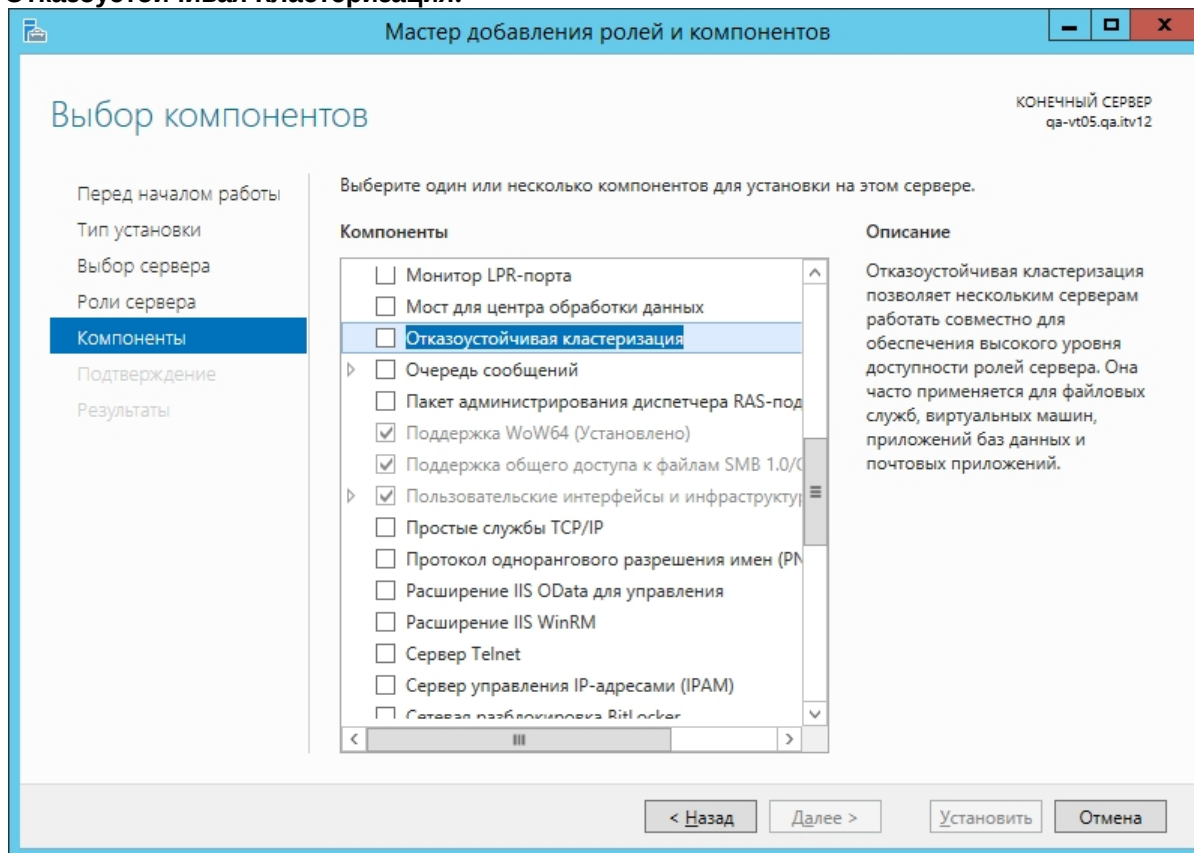 Отказоустойчивая кластеризация.
Мастер добавления ролей и компонентов
Выбор компонентов
КОНЕЧНЫЙ СЕРВЕР
qa-vt05.qa.itv12
Перед началом работы
Тип установки
Выбор сервера
Роли сервера
Компоненты
Подтверждение
Результаты
Выберите один или несколько компонентов для установки на этом сервере.
Компоненты
Монитор LPR-порта
Мост для центра обработки данных
Отказоустойчивая кластеризация
Очередь сообщений
Пакет администрирования диспетчера RAS-под
Поддержка WoW64 (Установлено)
Поддержка общего доступа к файлам SMB 1.0/C
Пользовательские интерфейсы и инфраструктур
Простые службы TCP/IP
Протокол однорангового разрешения имен (PN
Расширение IIS OData для управления
Расширение IIS WinRM
Сервер Telnet
Сервер управления IP-адресами (IPAM)
Сетевая разблокировка BitLocker
Описание
Отказоустойчивая кластеризация
позволяет нескольким серверам
работать совместно для
обеспечения высокого уровня
доступности ролей сервера. Она
часто применяется для файловых
служб, виртуальных машин,
приложений баз данных и
почтовых приложений.
< Назад
Далее >
Установить
Отмена